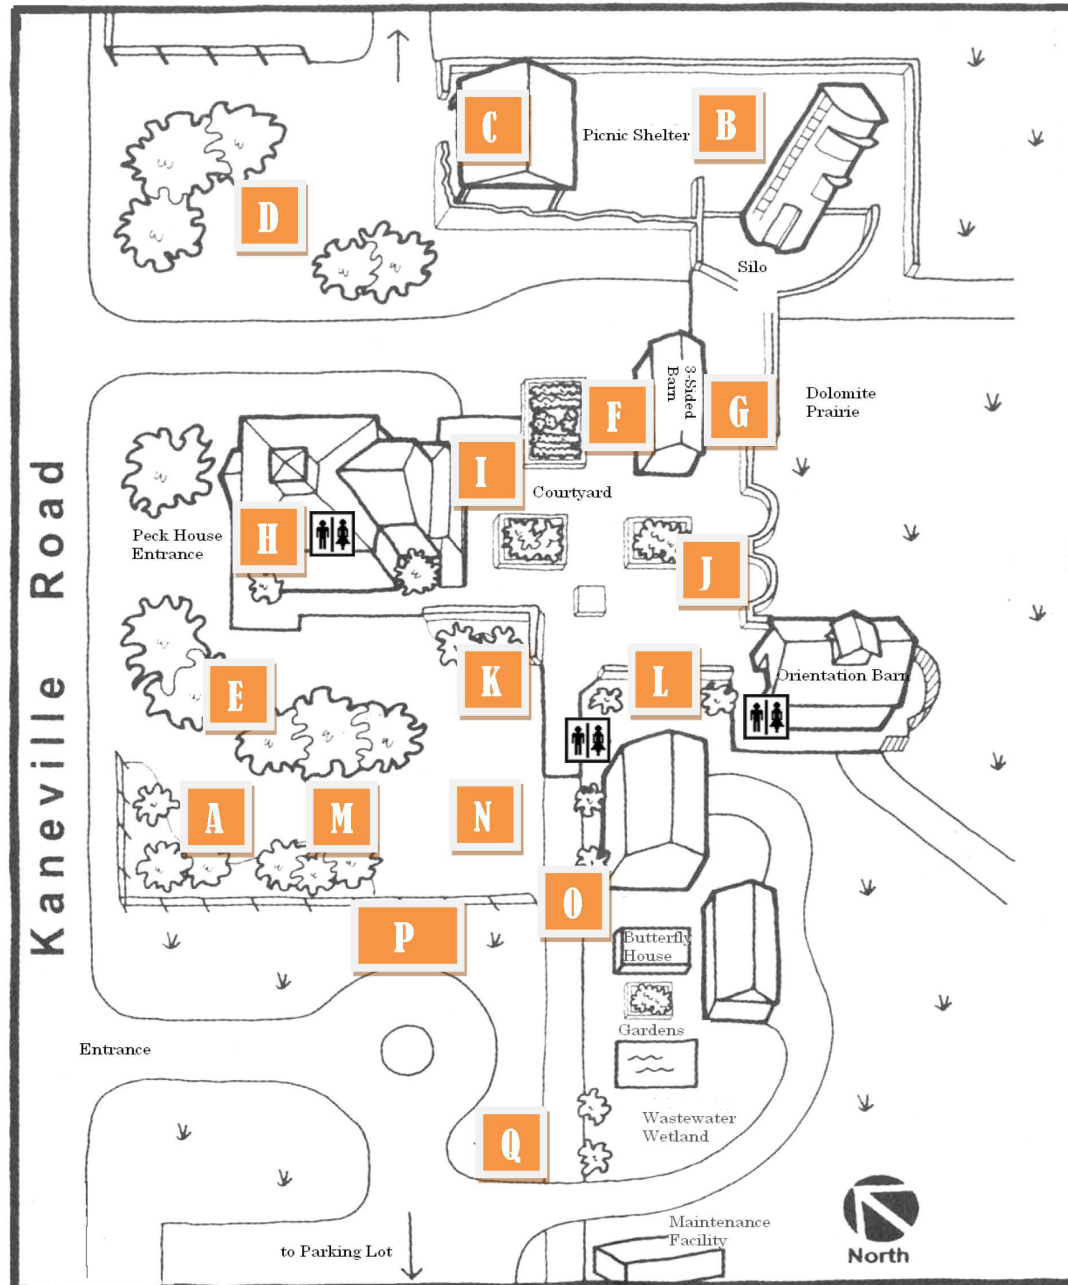 C
Picnic Shelter
B
D
Silo
3-Sided
Barn
F
G
Dolomite
Prairie
I
Courtyard
Peck House
Entrance
H
J
Kaneville Road
E
K
L
Orientation Barn
A
M
N
O
P
Butterfly
House
Gardens
Entrance
Q
Wastewater
Wetland
Maintenance
Facility
to Parking Lot
North